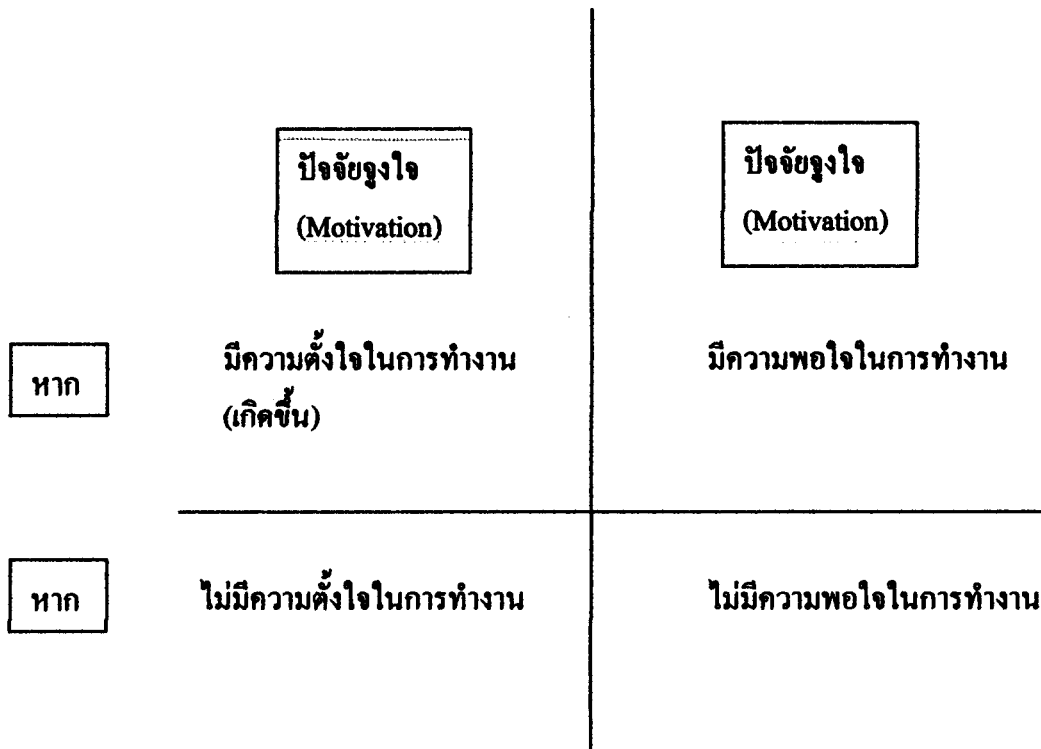 ปัจจัยจูงใจ
(Motivation)
ปัจจัยจูงใจ
(Motivation)
หาก
มีความตั้งใจในการทำงาน
(เกิดขึ้น)
มีความพอใจในการทำงาน
หาก
ไม่มีความตั้งใจในการทำงาน
ไม่มีความพอใจในการทำงาน